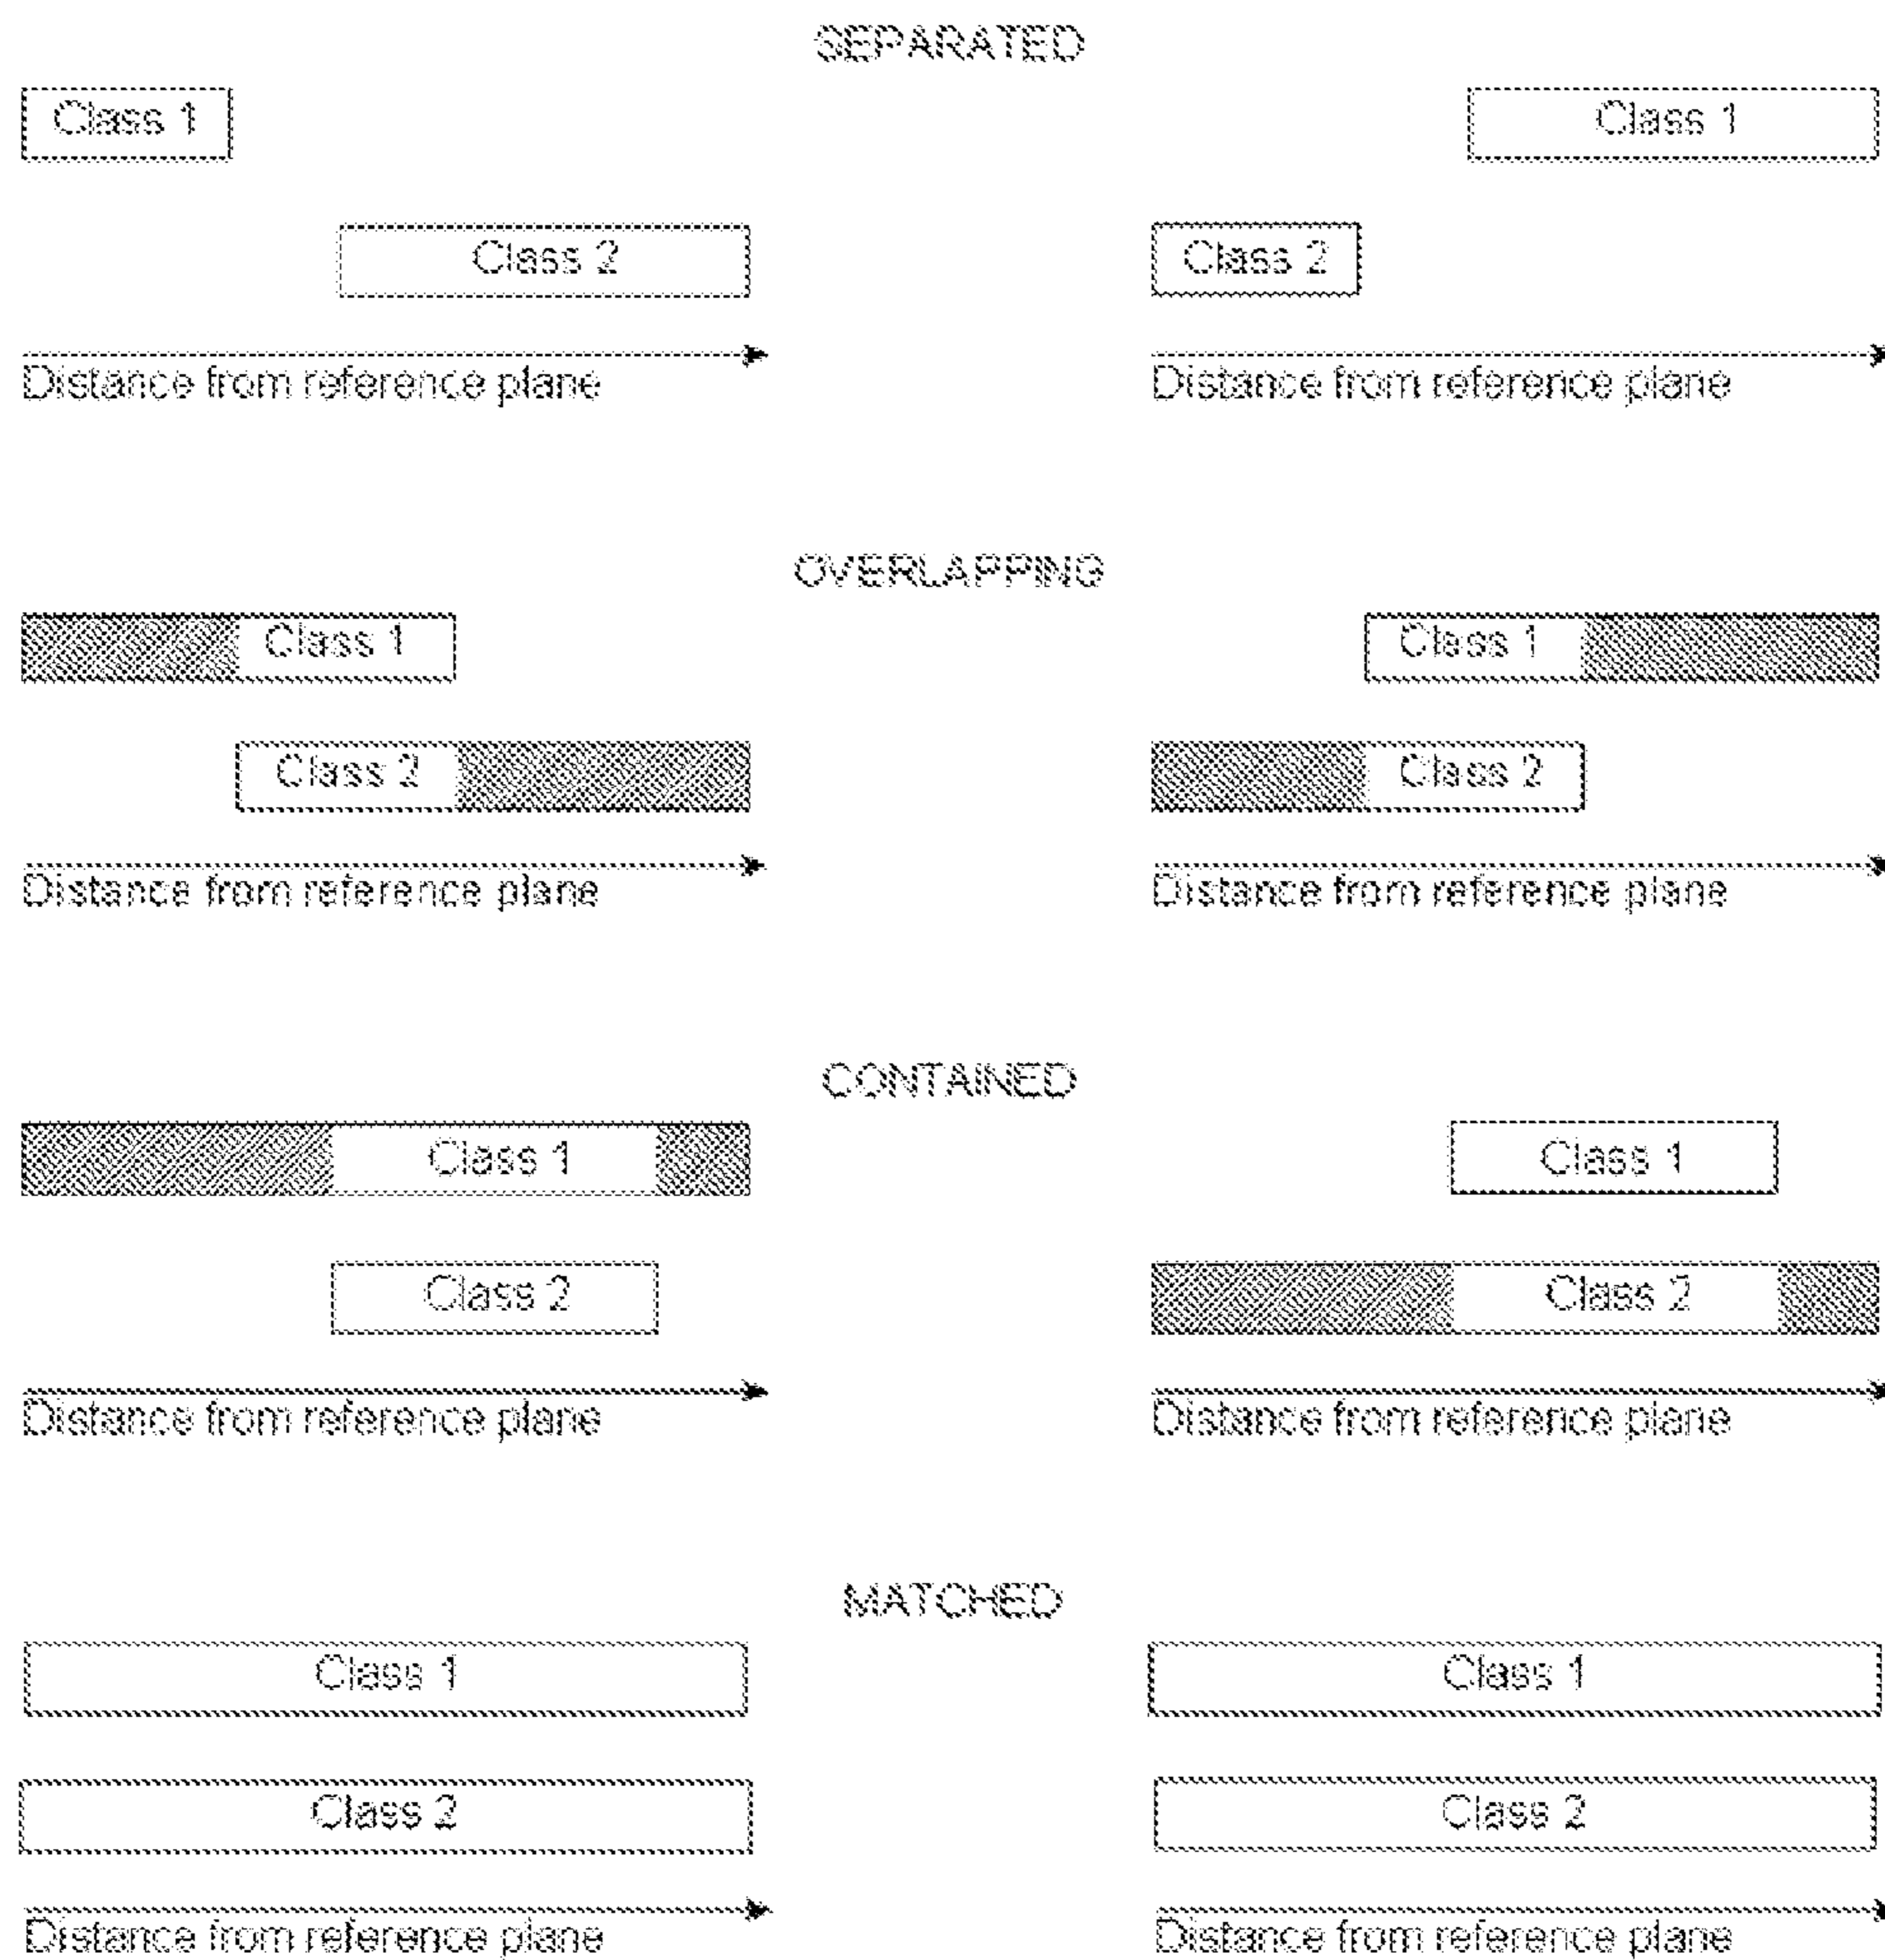 SEPARATED
Class 1 Class 1
Class 2 Class 2
Distance from reference plane Distance from reference plane
OVERLAPPING
Class 1 Class 1
Class 2 Class 2
Distance from reference plane Distance from reference plane
CONTAINED
Class 1 Class 1
Class 2 Class 2
Distance from reference plane Distance from reference plane
MATCHED
Class 1 Class 1
Class 2 Class 2
Distance from reference plane Distance from reference plane